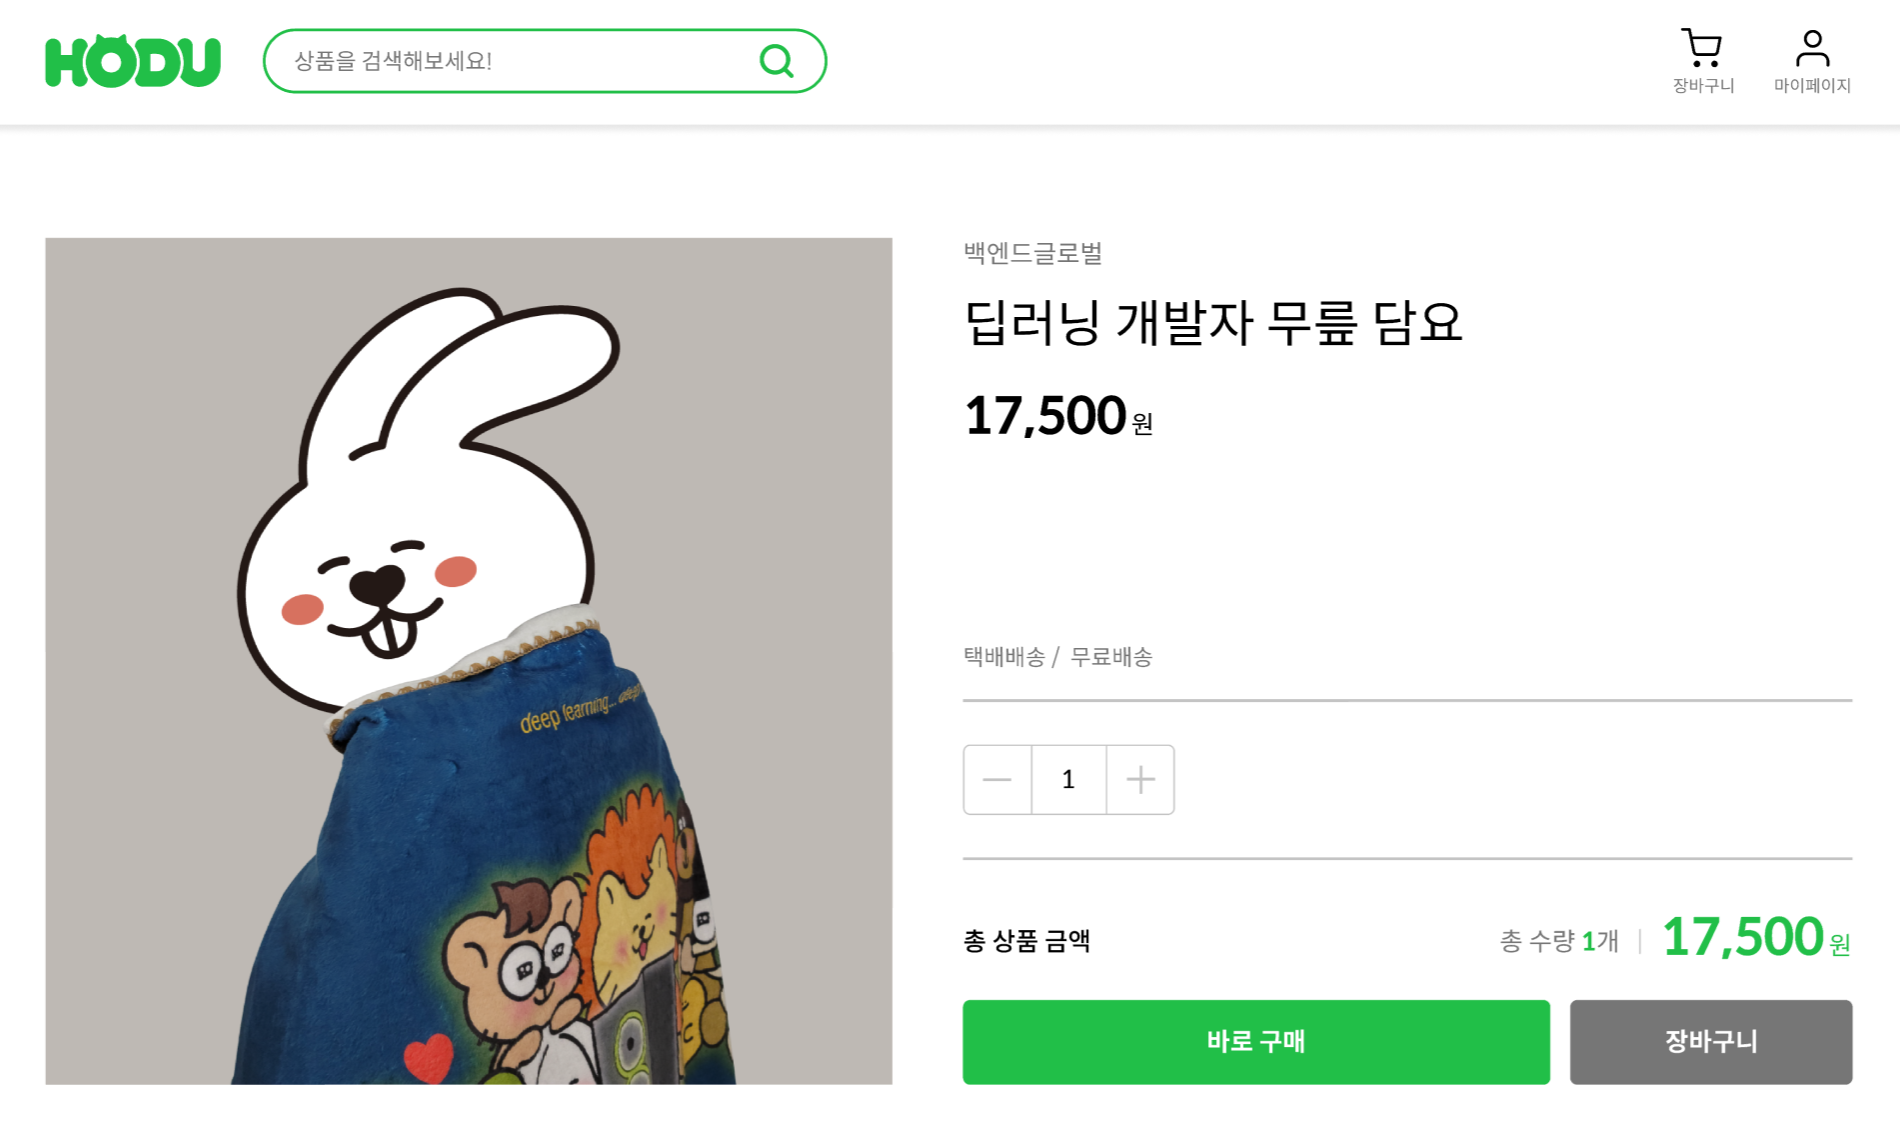 HODU
상품을 검색해보세요!
장바구니
마이페이지
백엔드글로벌
딥러닝 개발자 무릎 담요
17,500원
택배배송 / 무료배송
1
총 상품 금액
총 수량 1개
17,500원
바로 구매
장바구니
deep learning...